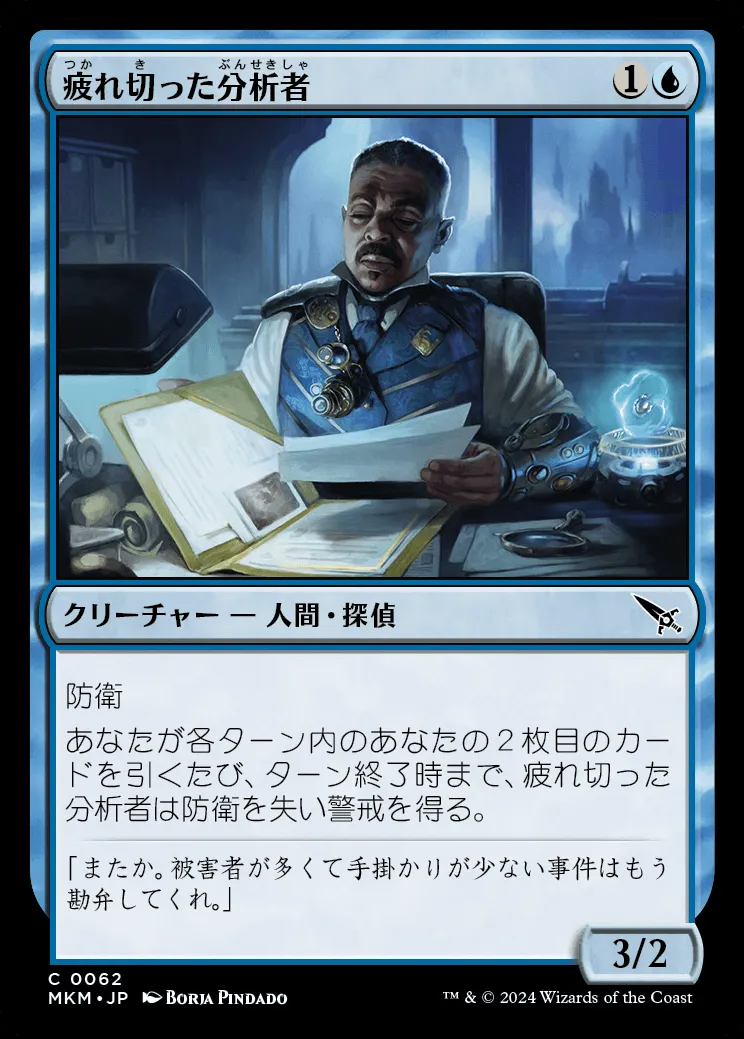 つか き ぶんせきしゃ
疲れ切った分析者
1
クリーチャー — 人間・探偵
防衛
あなたが各ターン内のあなたの２枚目のカー
ドを引くたび、ターン終了時まで、疲れ切った
分析者は防衛を失い警戒を得る。
「またか。被害者が多くて手掛かりが少ない事件はもう
勘弁してくれ。」
3/2
C 0062
MKM • JP Borja Pindado
™ & © 2024 Wizards of the Coast